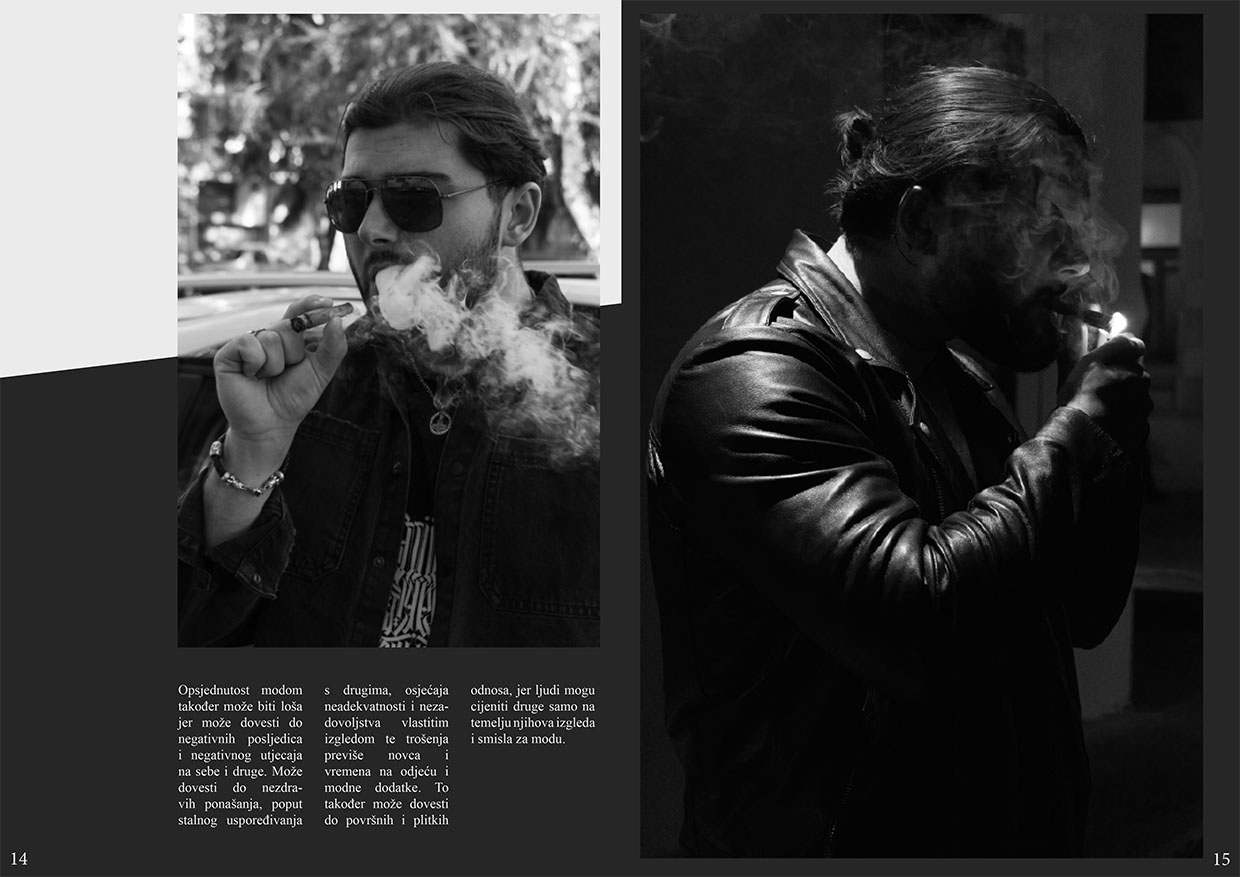 Opsjednutost modom
također može biti loša
jer može dovesti do
negativnih posljedica
i negativnog utjecaja
na sebe i druge. Može
dovesti do nezdra-
vih ponašanja, poput
stalnog uspoređivanja
s drugima, osjećaja
neadekvatnosti i neza-
dovoljstva vlastitim
izgledom te trošenja
previše novca i
vremena na odjeću i
modne dodatke. To
također može dovesti
do površnih i plitkih
odnosa, jer ljudi mogu
cijeniti druge samo na
temelju njihova izgleda
i smisla za modu.
14
15